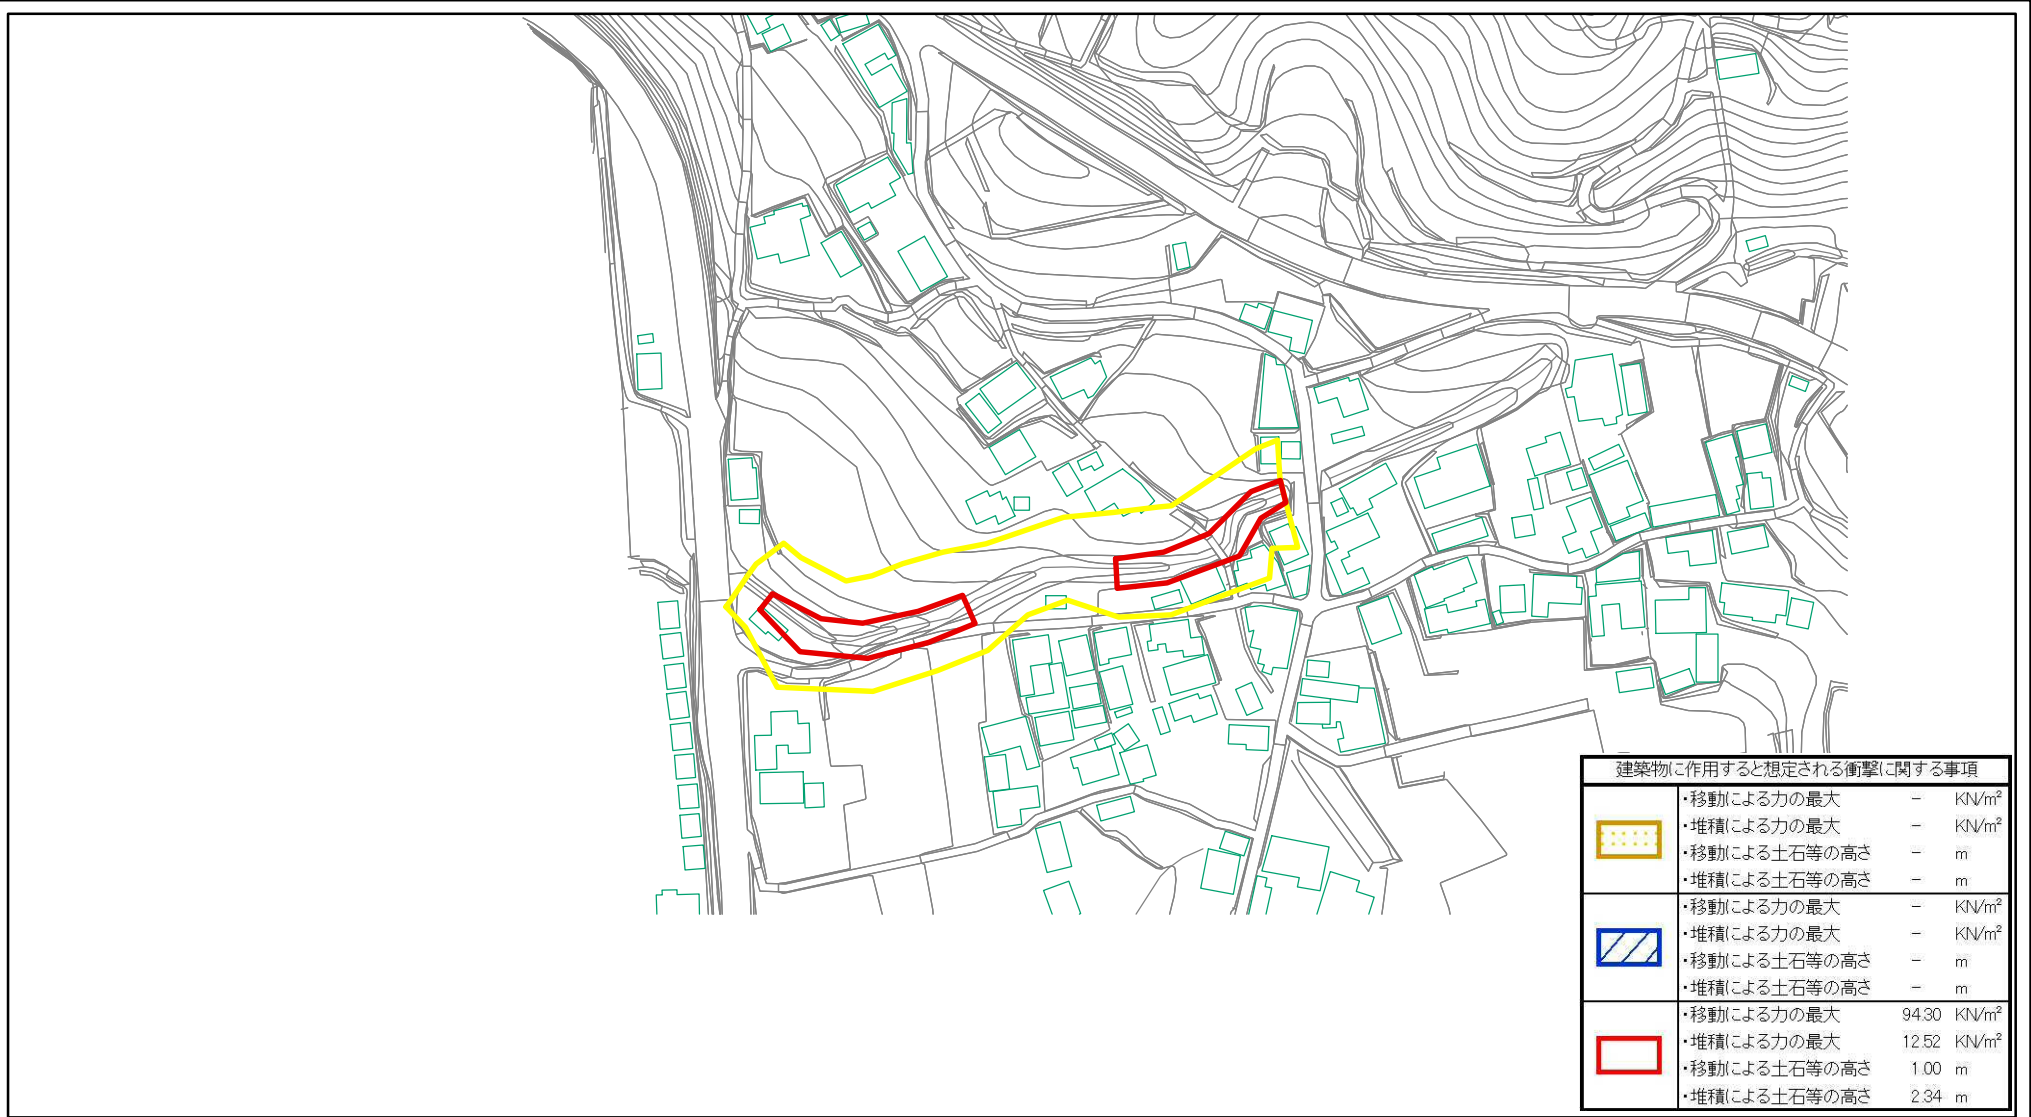 建築物に作用すると想定される衝撃に関する事項
・移動による力の最大 － KN/m²
・堆積による力の最大 － KN/m²
・移動による土石等の高さ － m
・堆積による土石等の高さ － m
・移動による力の最大 － KN/m²
・堆積による力の最大 － KN/m²
・移動による土石等の高さ － m
・堆積による土石等の高さ － m
・移動による力の最大 94.30 KN/m²
・堆積による力の最大 12.52 KN/m²
・移動による土石等の高さ 1.00 m
・堆積による土石等の高さ 2.34 m